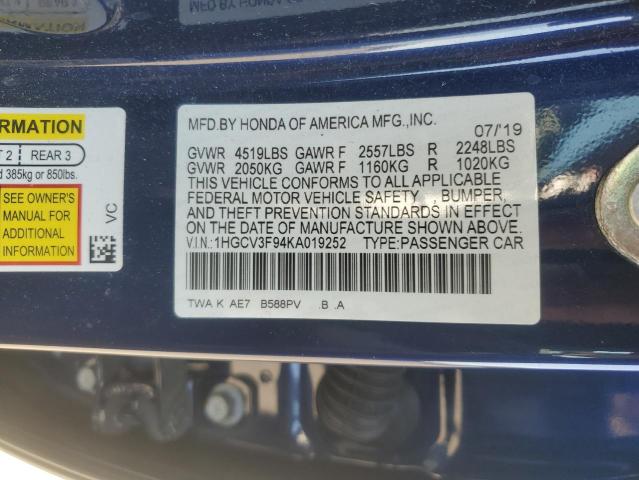 MFD.BY HONDA OF AMERICA MFG.,INC.
07/'19
GVWR 4519LBS GAWR F 2557LBS R 2248LBS
GVWR 2050KG GAWR F 1160KG R 1020KG
THIS VEHICLE CONFORMS TO ALL APPLICABLE
FEDERAL MOTOR VEHICLE SAFETY , BUMPER,
AND THEFT PREVENTION STANDARDS IN EFFECT
ON THE DATE OF MANUFACTURE SHOWN ABOVE.
V.I.N.:1HGCV3F94KA019252 TYPE:PASSENGER CAR
TWA K AE7 B588PV .B .A
RMATION
T 2 REAR 3
d 385kg or 850lbs.
SEE OWNER'S
MANUAL FOR
ADDITIONAL
INFORMATION
VC